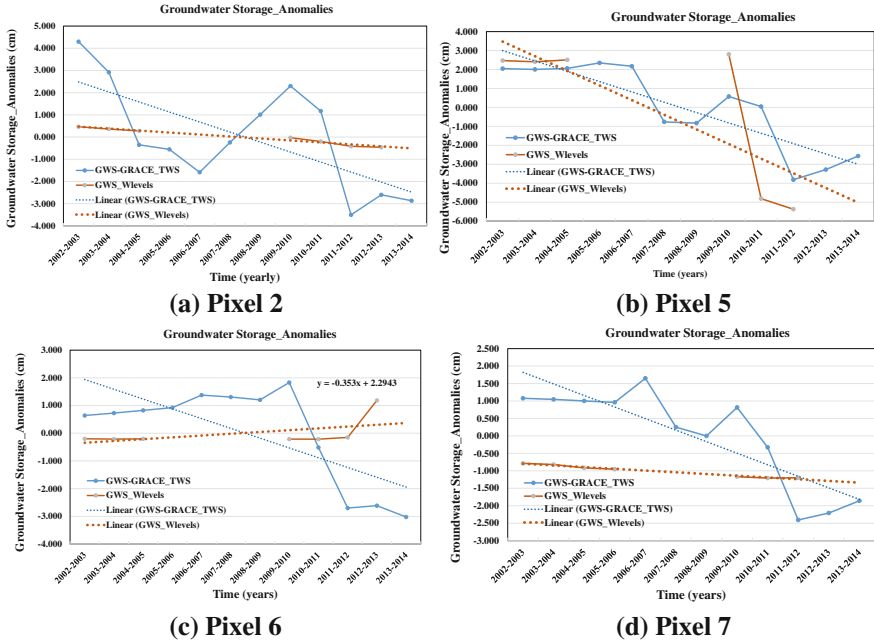 Groundwater Storage_Anomalies
Groundwater Storage_Anomalies (cm)
5.000
4.000
3.000
2.000
1.000
0.000
-1.000
-2.000
-3.000
-4.000
GWS-GRACE_TWS
GWS_Wlevels
Linear (GWS-GRACE_TWS)
Linear (GWS_Wlevels)
2002-2003
2003-2004
2004-2005
2005-2006
2006-2007
2007-2008
2008-2009
2009-2010
2010-2011
2011-2012
2012-2013
2013-2014
Time (yearly)
(a) Pixel 2
Groundwater Storage_Anomalies
Groundwater Storage_Anomalies (cm)
4.000
3.000
2.000
1.000
0.000
-1.000
-2.000
-3.000
-4.000
-5.000
-6.000
GWS-GRACE_TWS
GWS_Wlevels
Linear (GWS-GRACE_TWS)
Linear (GWS_Wlevels)
2002-2003
2003-2004
2004-2005
2005-2006
2006-2007
2007-2008
2008-2009
2009-2010
2010-2011
2011-2012
2012-2013
2013-2014
Time (years)
(b) Pixel 5
Groundwater Storage_Anomalies
Groundwater Storage_Anomalies (cm)
3.000
2.000
1.000
0.000
-1.000
-2.000
-3.000
-4.000
y = -0.353x + 2.2943
GWS-GRACE_TWS
GWS_Wlevels
Linear (GWS-GRACE_TWS)
Linear (GWS_Wlevels)
2002-2003
2003-2004
2004-2005
2005-2006
2006-2007
2007-2008
2008-2009
2009-2010
2010-2011
2011-2012
2012-2013
2013-2014
Time (years)
(c) Pixel 6
Groundwater Storage_Anomalies
Groundwater Storage_Anomalies (cm)
2.500
2.000
1.500
1.000
0.500
0.000
-0.500
-1.000
-1.500
-2.000
-2.500
-3.000
GWS-GRACE_TWS
GWS_Wlevels
Linear (GWS-GRACE_TWS)
Linear (GWS_Wlevels)
2002-2003
2003-2004
2004-2005
2005-2006
2006-2007
2007-2008
2008-2009
2009-2010
2010-2011
2011-2012
2012-2013
2013-2014
Time (years)
(d) Pixel 7